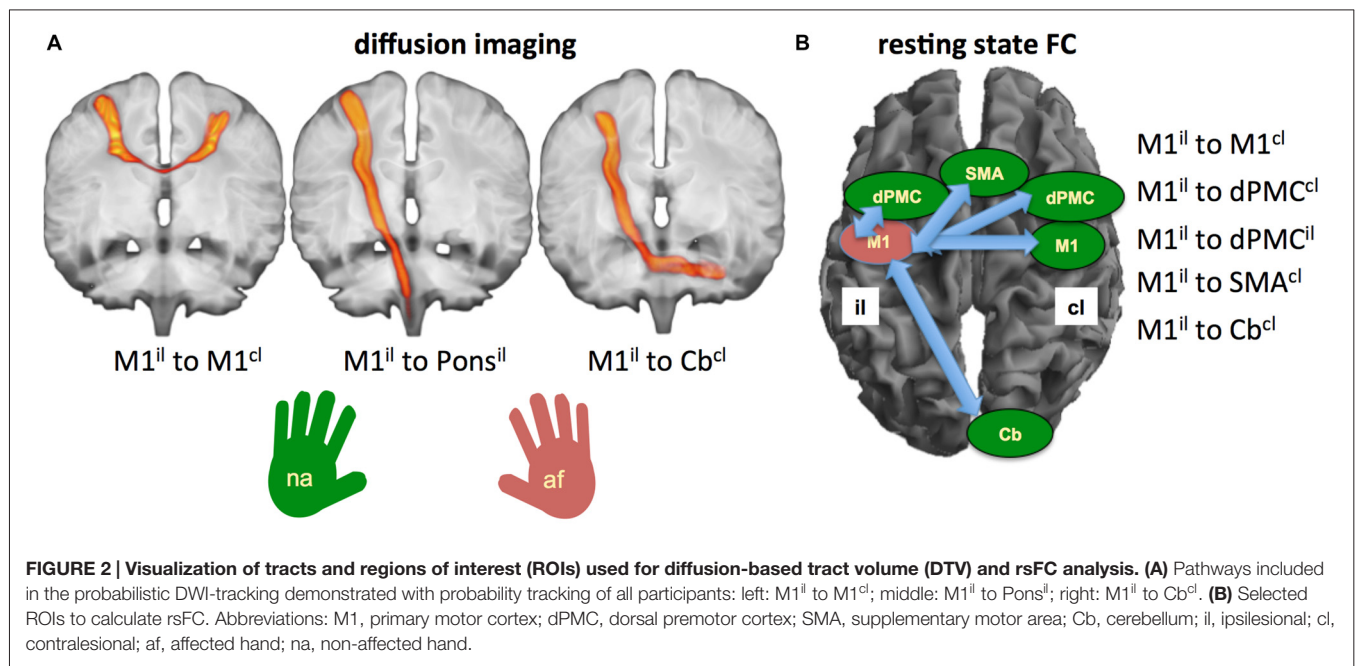 A
diffusion imaging
M1il to M1cl
M1il to Ponsil
M1il to Cbcl
na
af
B
resting state FC
SMA
dPMC
dPMC
M1
M1
il
cl
Cb
M1il to M1cl
M1il to dPMCcl
M1il to dPMCil
M1il to SMAcl
M1il to Cbcl
FIGURE 2 | Visualization of tracts and regions of interest (ROIs) used for diffusion-based tract volume (DTV) and rsFC analysis. (A) Pathways included
in the probabilistic DWI-tracking demonstrated with probability tracking of all participants: left: M1il to M1cl; middle: M1il to Ponsil; right: M1il to Cbcl. (B) Selected
ROIs to calculate rsFC. Abbreviations: M1, primary motor cortex; dPMC, dorsal premotor cortex; SMA, supplementary motor area; Cb, cerebellum; il, ipsilesional; cl,
contralesional; af, affected hand; na, non-affected hand.